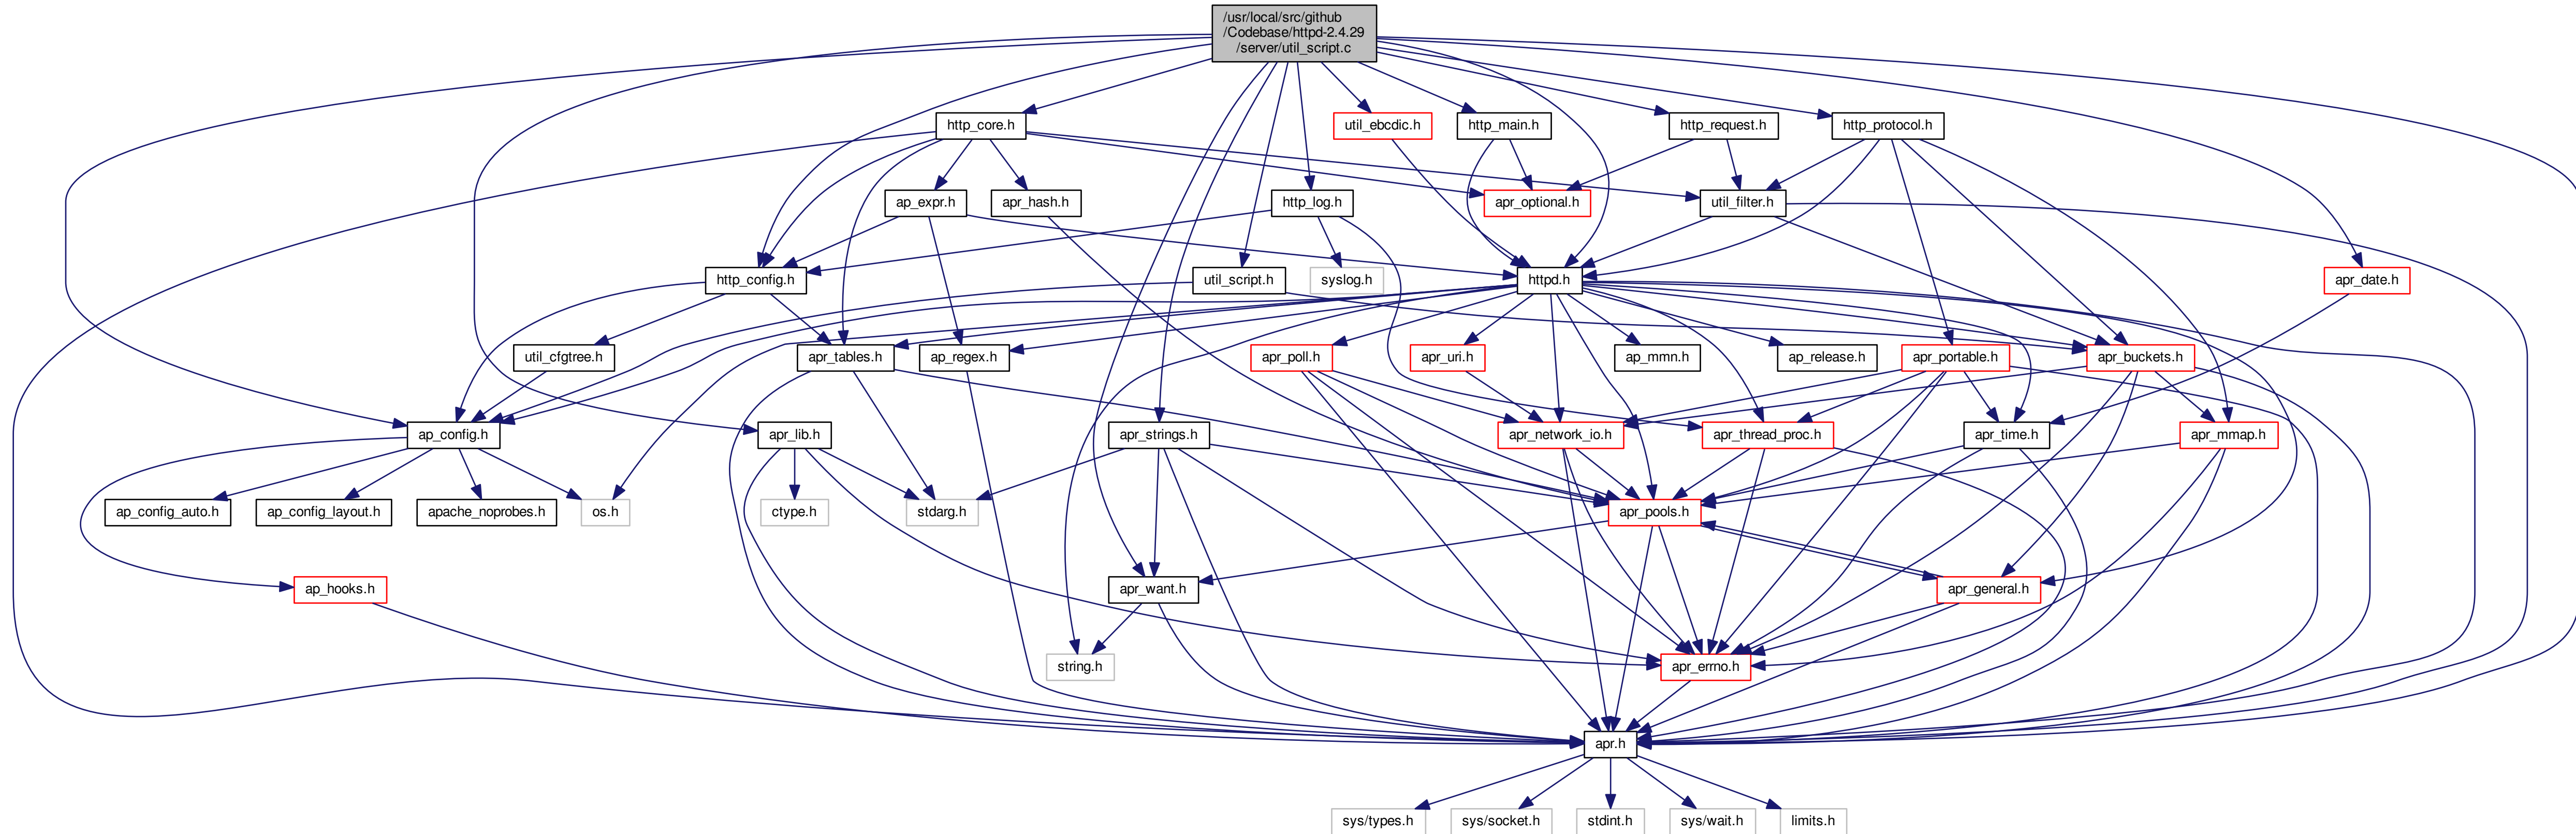 /usr/local/src/github
/Codebase/httpd-2.4.29
/server/util_script.c
http_core.h
util_ebcdic.h
http_main.h
http_request.h
http_protocol.h
ap_expr.h
apr_hash.h
http_log.h
apr_optional.h
util_filter.h
http_config.h
util_script.h
syslog.h
httpd.h
apr_date.h
util_cfgtree.h
apr_tables.h
ap_regex.h
apr_poll.h
apr_uri.h
ap_mmn.h
ap_release.h
apr_portable.h
apr_buckets.h
ap_config.h
apr_lib.h
apr_strings.h
apr_network_io.h
apr_thread_proc.h
apr_time.h
apr_mmap.h
ap_config_auto.h
ap_config_layout.h
apache_noprobes.h
os.h
ctype.h
stdarg.h
apr_pools.h
ap_hooks.h
apr_want.h
apr_general.h
string.h
apr_errno.h
apr.h
sys/types.h
sys/socket.h
stdint.h
sys/wait.h
limits.h